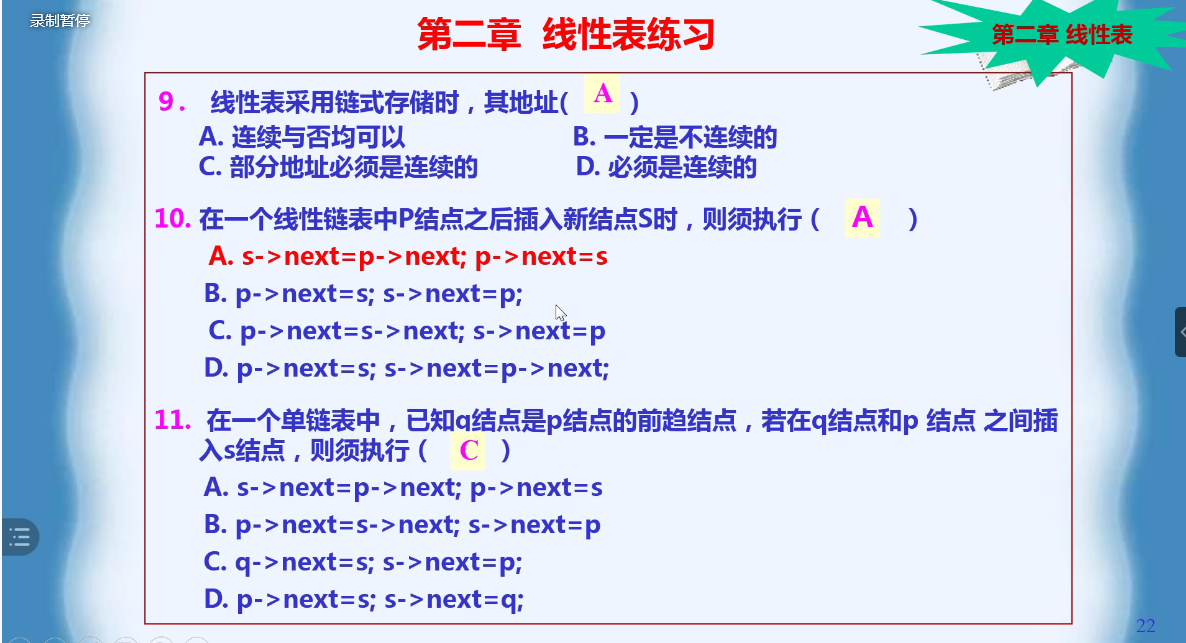 录制暂停
第二章 线性表练习
第二章 线性表
9. 线性表采用链式存储时，其地址( A )
A. 连续与否均可以 B. 一定是不连续的
C. 部分地址必须是连续的 D. 必须是连续的
10. 在一个线性链表中P结点之后插入新结点S时，则须执行（ A ）
A. s->next=p->next; p->next=s
B. p->next=s; s->next=p;
C. p->next=s->next; s->next=p
D. p->next=s; s->next=p->next;
11. 在一个单链表中，已知q结点是p结点的前趋结点，若在q结点和p 结点 之间插
入s结点，则须执行（ C ）
A. s->next=p->next; p->next=s
B. p->next=s->next; s->next=p
C. q->next=s; s->next=p;
D. p->next=s; s->next=q;
22